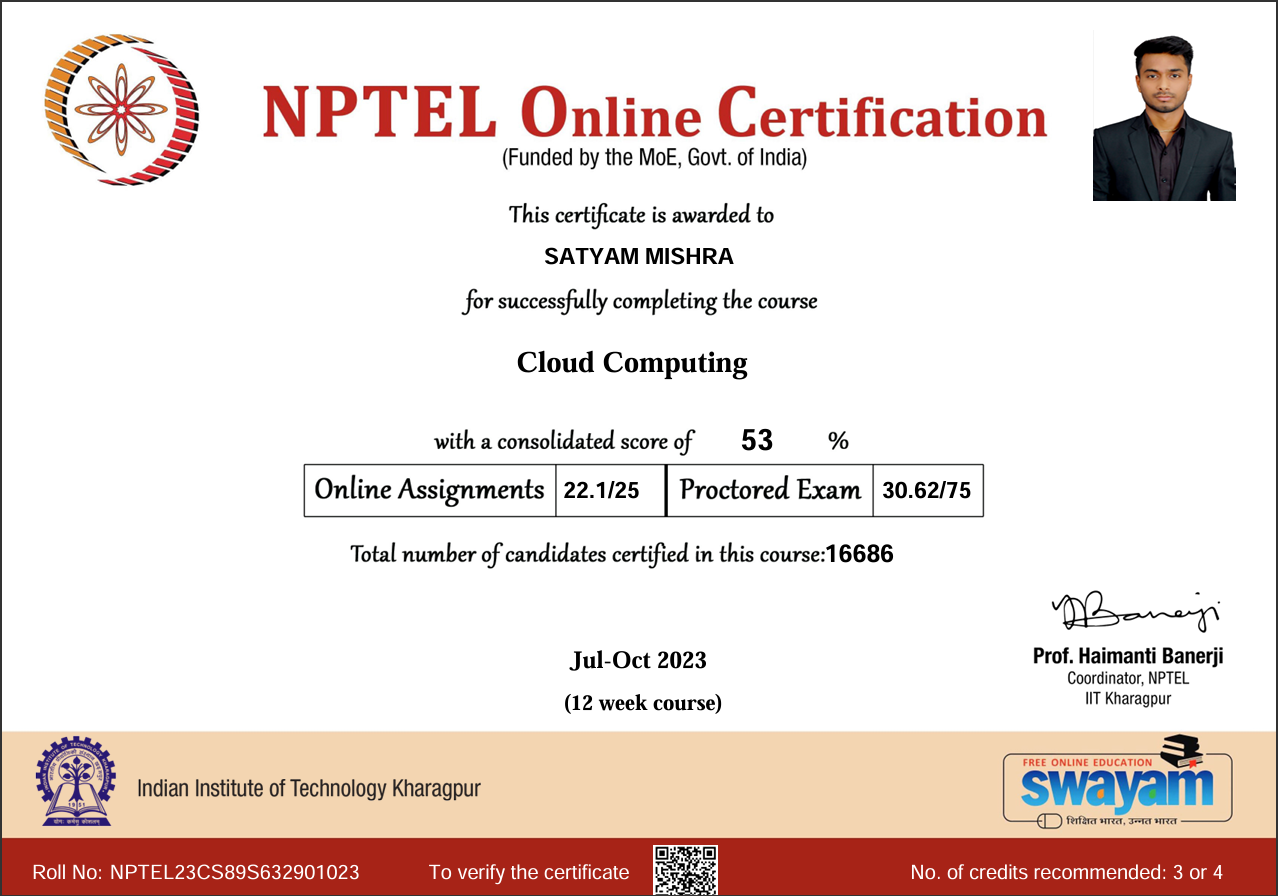 NPTEL Online Certification
(Funded by the MoE, Govt. of India)
This certificate is awarded to
SATYAM MISHRA
for successfully completing the course
Cloud Computing
with a consolidated score of 53 %
Online Assignments 22.1/25 Proctored Exam 30.62/75
Total number of candidates certified in this course:16686
Jul-Oct 2023
(12 week course)
Prof. Haimanti Banerji
Coordinator, NPTEL
IIT Kharagpur
Indian Institute of Technology Kharagpur
FREE ONLINE EDUCATION
swayam
शिक्षित भारत, उन्नत भारत
Roll No: NPTEL23CS89S632901023 To verify the certificate No. of credits recommended: 3 or 4